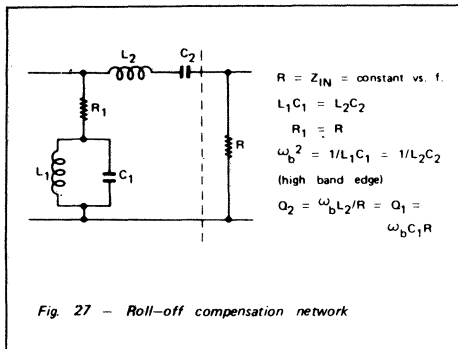 L2
C2
R1
L1
C1
R
R = ZIN = constant vs. f.
L1C1 = L2C2
R1 = R
ωb² = 1/L1C1 = 1/L2C2
(high band edge)
Q2 = ωbL2/R = Q1 =
ωbC1R
Fig. 27 – Roll-off compensation network